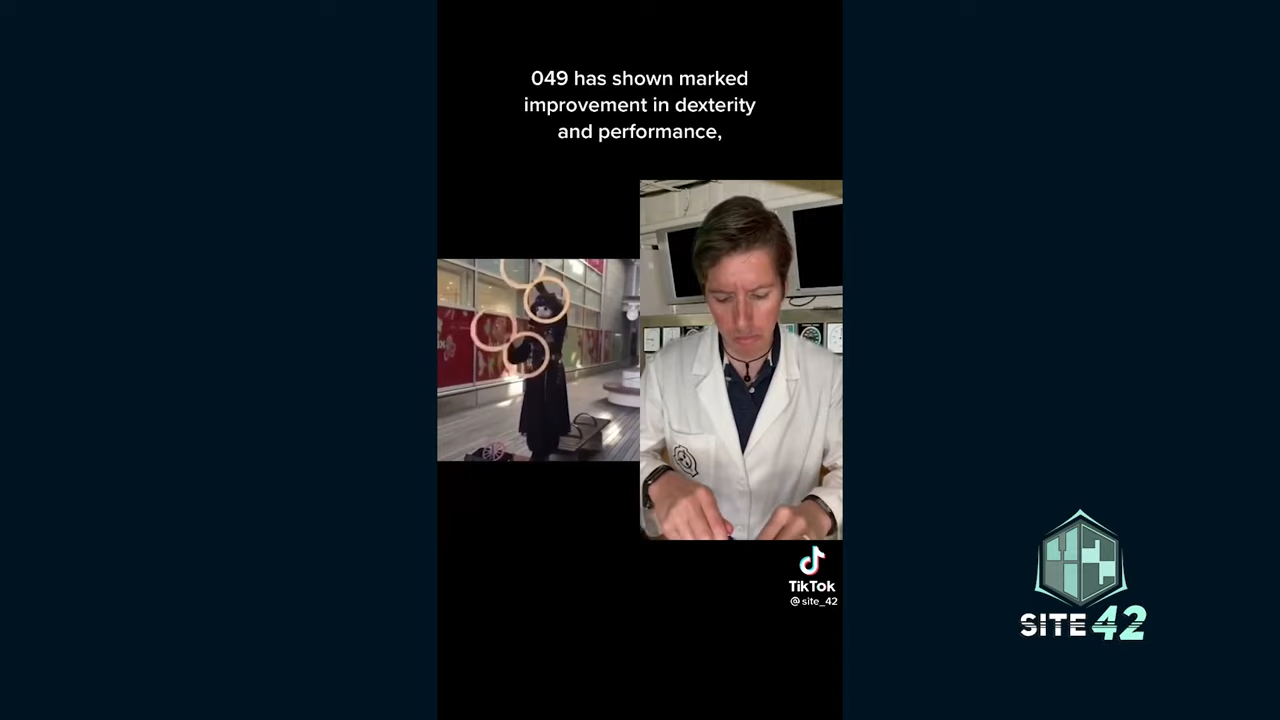 049 has shown marked
improvement in dexterity
and performance,
TikTok
@site_42
SITE 42